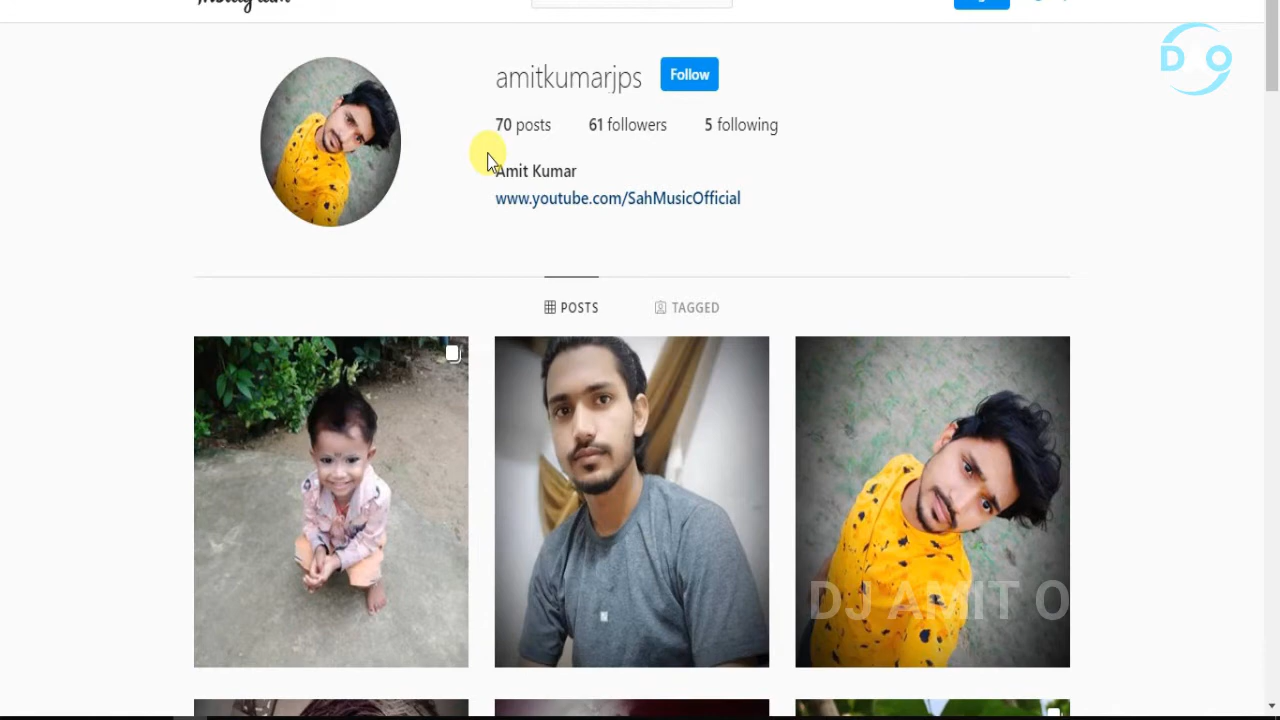 amitkumarjps Follow
70 posts 61 followers 5 following
Amit Kumar
www.youtube.com/SahMusicOfficial
POSTS TAGGED
DJ AMIT O
D O